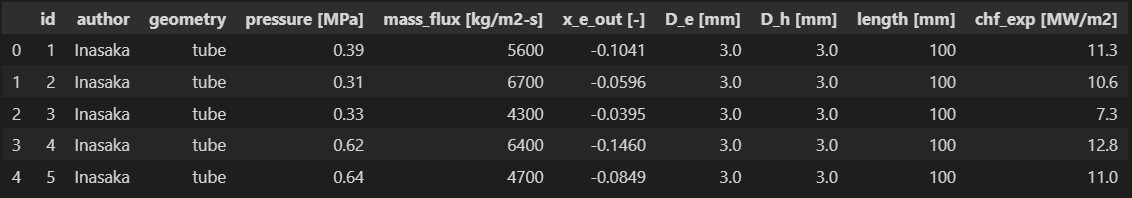 id author geometry pressure [MPa] mass_flux [kg/m2-s] x_e_out [-] D_e [mm] D_h [mm] length [mm] chf_exp [MW/m2]
0 1 Inasaka tube 0.39 5600 -0.1041 3.0 3.0 100 11.3
1 2 Inasaka tube 0.31 6700 -0.0596 3.0 3.0 100 10.6
2 3 Inasaka tube 0.33 4300 -0.0395 3.0 3.0 100 7.3
3 4 Inasaka tube 0.62 6400 -0.1460 3.0 3.0 100 12.8
4 5 Inasaka tube 0.64 4700 -0.0849 3.0 3.0 100 11.0